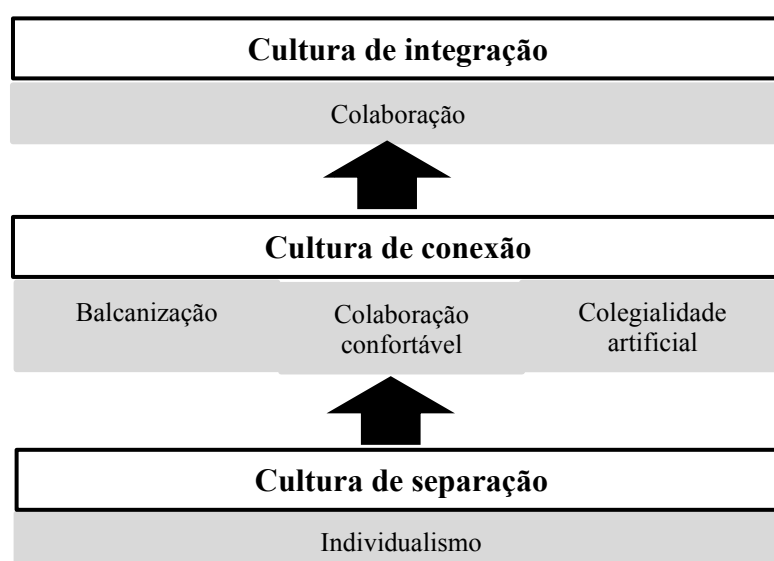 Cultura de integração
Colaboração
Cultura de conexão
Balcanização
Colaboração
confortável
Colegialidade
artificial
Cultura de separação
Individualismo